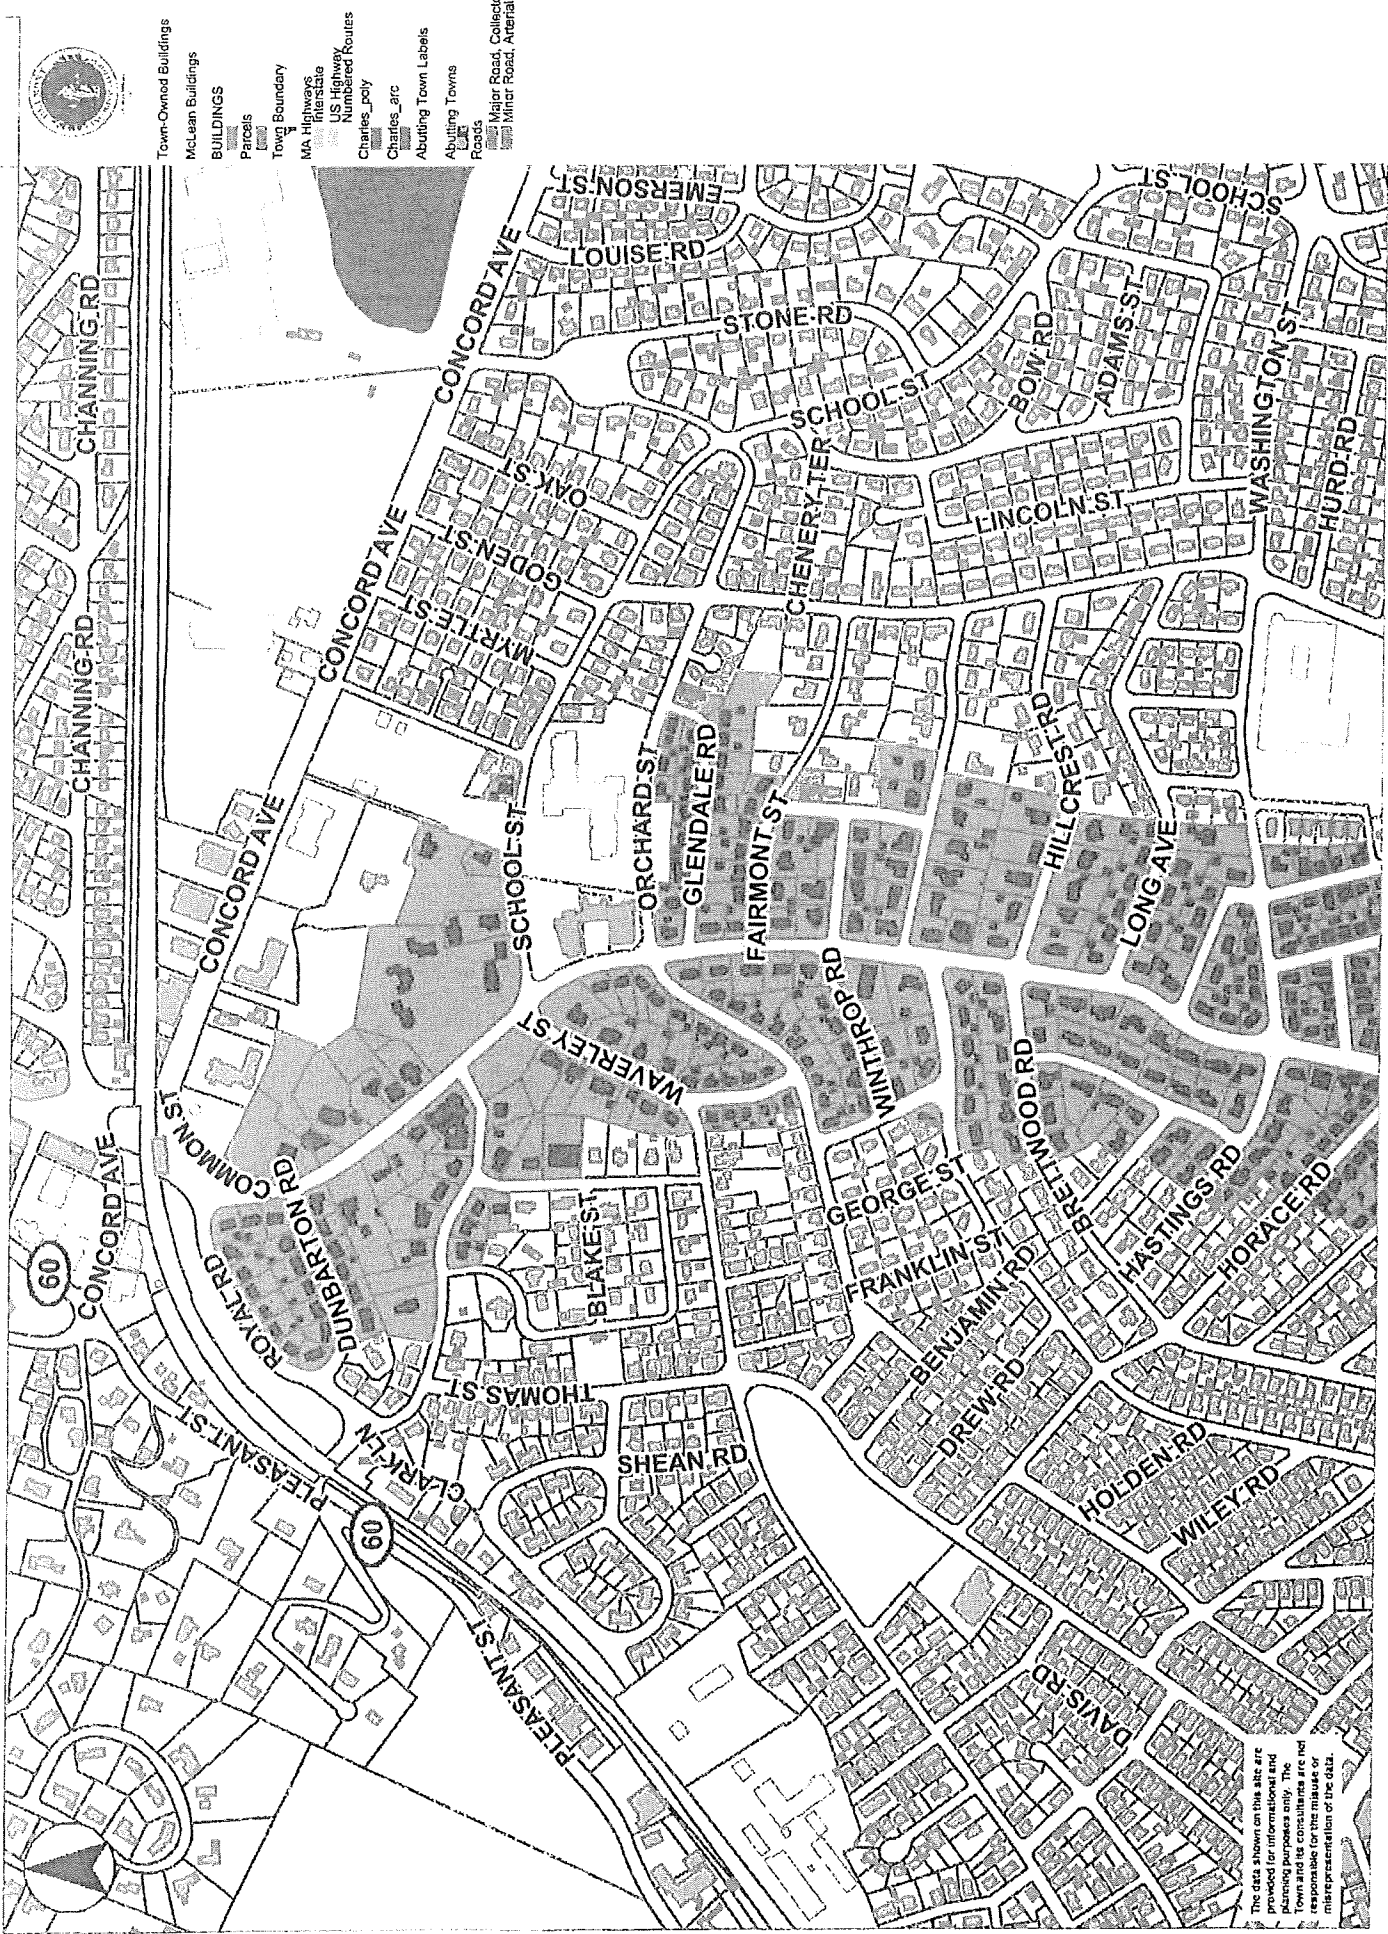 Town-Owned Buildings
McLean Buildings
BUILDINGS
Parcels
Town Boundary
MA Highways
Interstate
US Highway
Numbered Routes
Charles_poly
Charles_arc
Abutting Town Labels
Abutting Towns
Roads
Major Road, Collecto
Minor Road, Arterial
CHANNING RD
CHANNING RD
CHANNING RD
CONCORD AVE
CONCORD AVE
CONCORD AVE
CONCORD AVE
CONCORD AVE
CONCORD AVE
60
60
COMMON ST
ROYAL RD
DUNBARTON RD
PLEASANT ST
PLEASANT ST
PLEASANT ST
CLARK LN
THOMAS ST
BLAKE ST
SHEAN RD
WAVERLEY ST
SCHOOL ST
ORCHARD ST
GLENDALE RD
FAIRMONT ST
WINTHROP RD
MYRTLE ST
GODEN ST
OAK ST
EMERSON ST
LOUISE RD
STONE RD
SCHOOL ST
SCHOOL ST
CHENERY TER
BOW RD
ADAMS ST
LINCOLN ST
WASHINGTON ST
HURD RD
HILLCREST RD
LONG AVE
GEORGE ST
FRANKLIN ST
BENJAMIN RD
DREW RD
BRETTWOOD RD
HASTINGS RD
HORACE RD
HOLDEN RD
WILEY RD
DAVIS RD
The data shown on this site are
provided for informational and
planning purposes only. The
Town and its consultants are not
responsible for the misuse or
misrepresentation of the data.